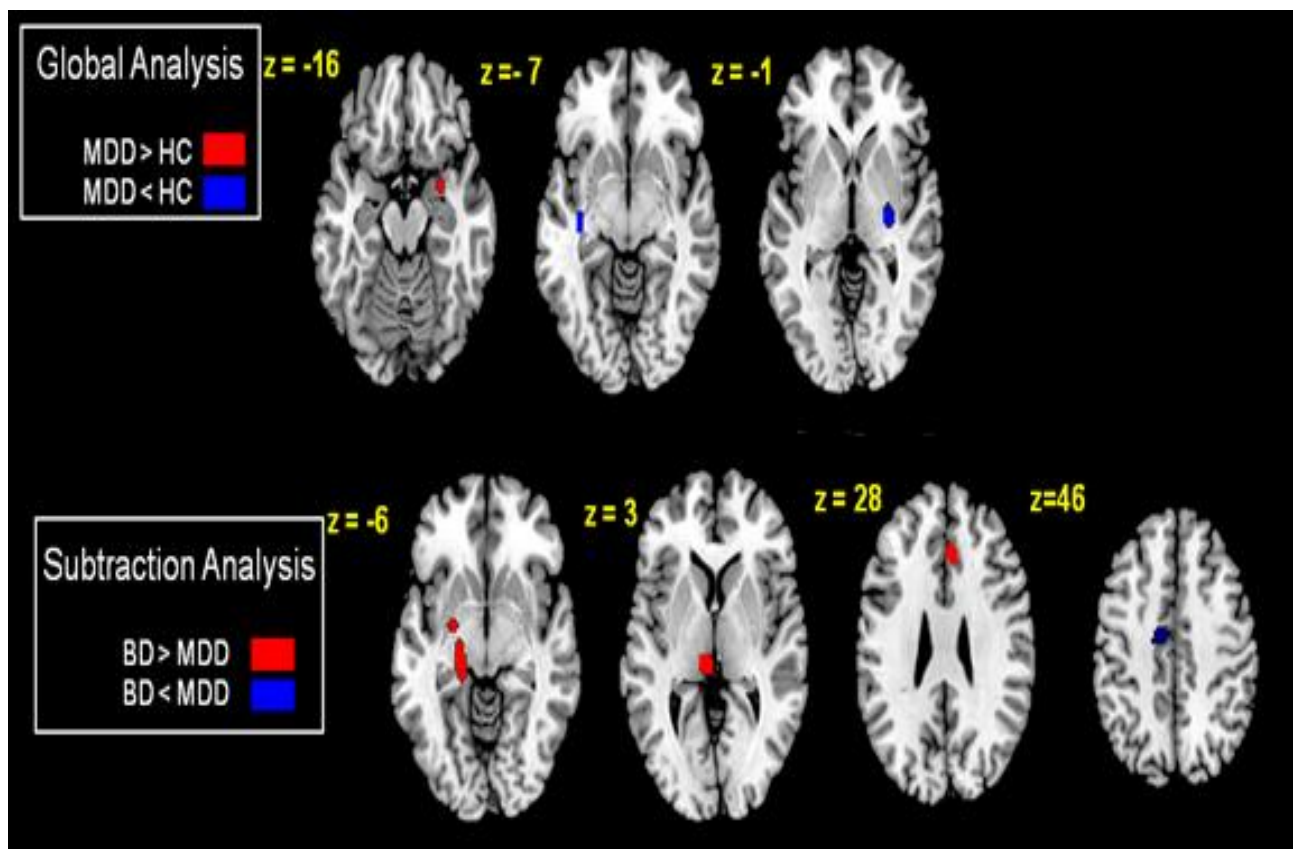 Global Analysis
MDD > HC
MDD < HC
z = -16
z =- 7
z = -1
Subtraction Analysis
BD > MDD
BD < MDD
z = -6
z = 3
z = 28
z=46